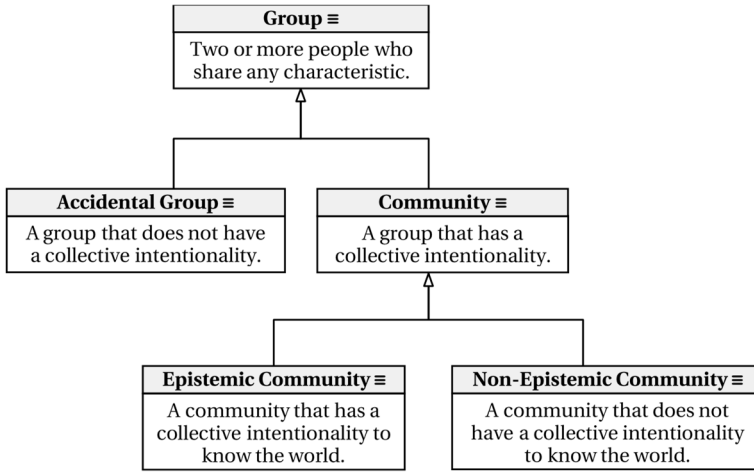 Group ≡
Two or more people who
share any characteristic.
Accidental Group ≡
A group that does not have
a collective intentionality.
Community ≡
A group that has a
collective intentionality.
Epistemic Community ≡
A community that has a
collective intentionality to
know the world.
Non-Epistemic Community ≡
A community that does not
have a collective intentionality
to know the world.